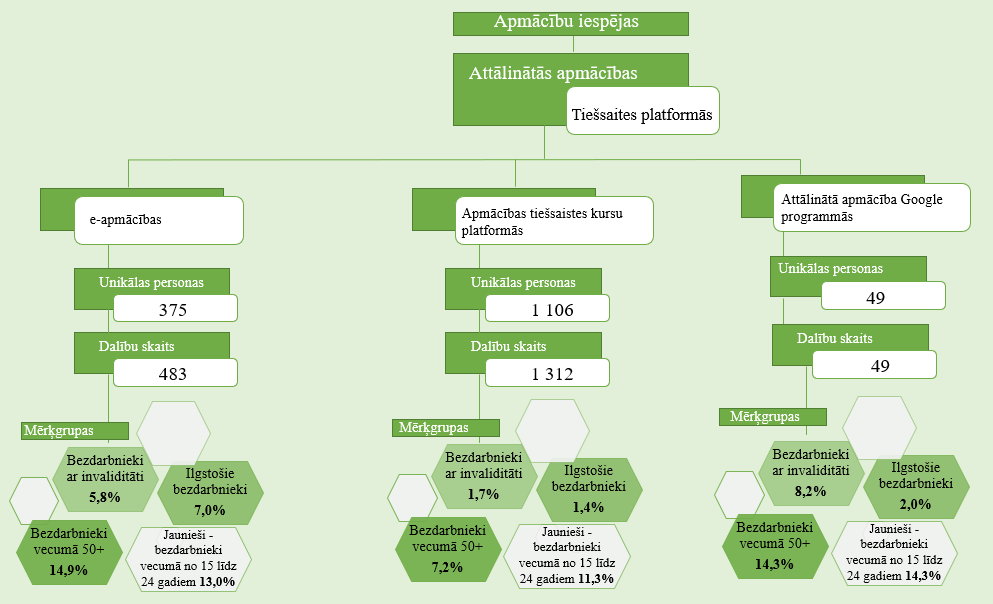 Apmācību iespējas
Attālinātās apmācības
Tiešsaites platformās
e-apmācības
Unikālas personas
375
Dalību skaits
483
Mērķgrupas
Bezdarbnieki
ar invaliditāti
5,8%
Ilgstošie
bezdarbnieki
7,0%
Bezdarbnieki
vecumā 50+
14,9%
Jaunieši -
bezdarbnieki
vecumā no 15 līdz
24 gadiem 13,0%
Apmācības tiešsaistes kursu
platformās
Unikālas personas
1 106
Dalību skaits
1 312
Mērķgrupas
Bezdarbnieki
ar invaliditāti
1,7%
Ilgstošie
bezdarbnieki
1,4%
Bezdarbnieki
vecumā 50+
7,2%
Jaunieši -
bezdarbnieki
vecumā no 15 līdz
24 gadiem 11,3%
Attālinātā apmācība Google
programmās
Unikālas personas
49
Dalību skaits
49
Mērķgrupas
Bezdarbnieki
ar invaliditāti
8,2%
Ilgstošie
bezdarbnieki
2,0%
Bezdarbnieki
vecumā 50+
14,3%
Jaunieši -
bezdarbnieki
vecumā no 15 līdz
24 gadiem 14,3%